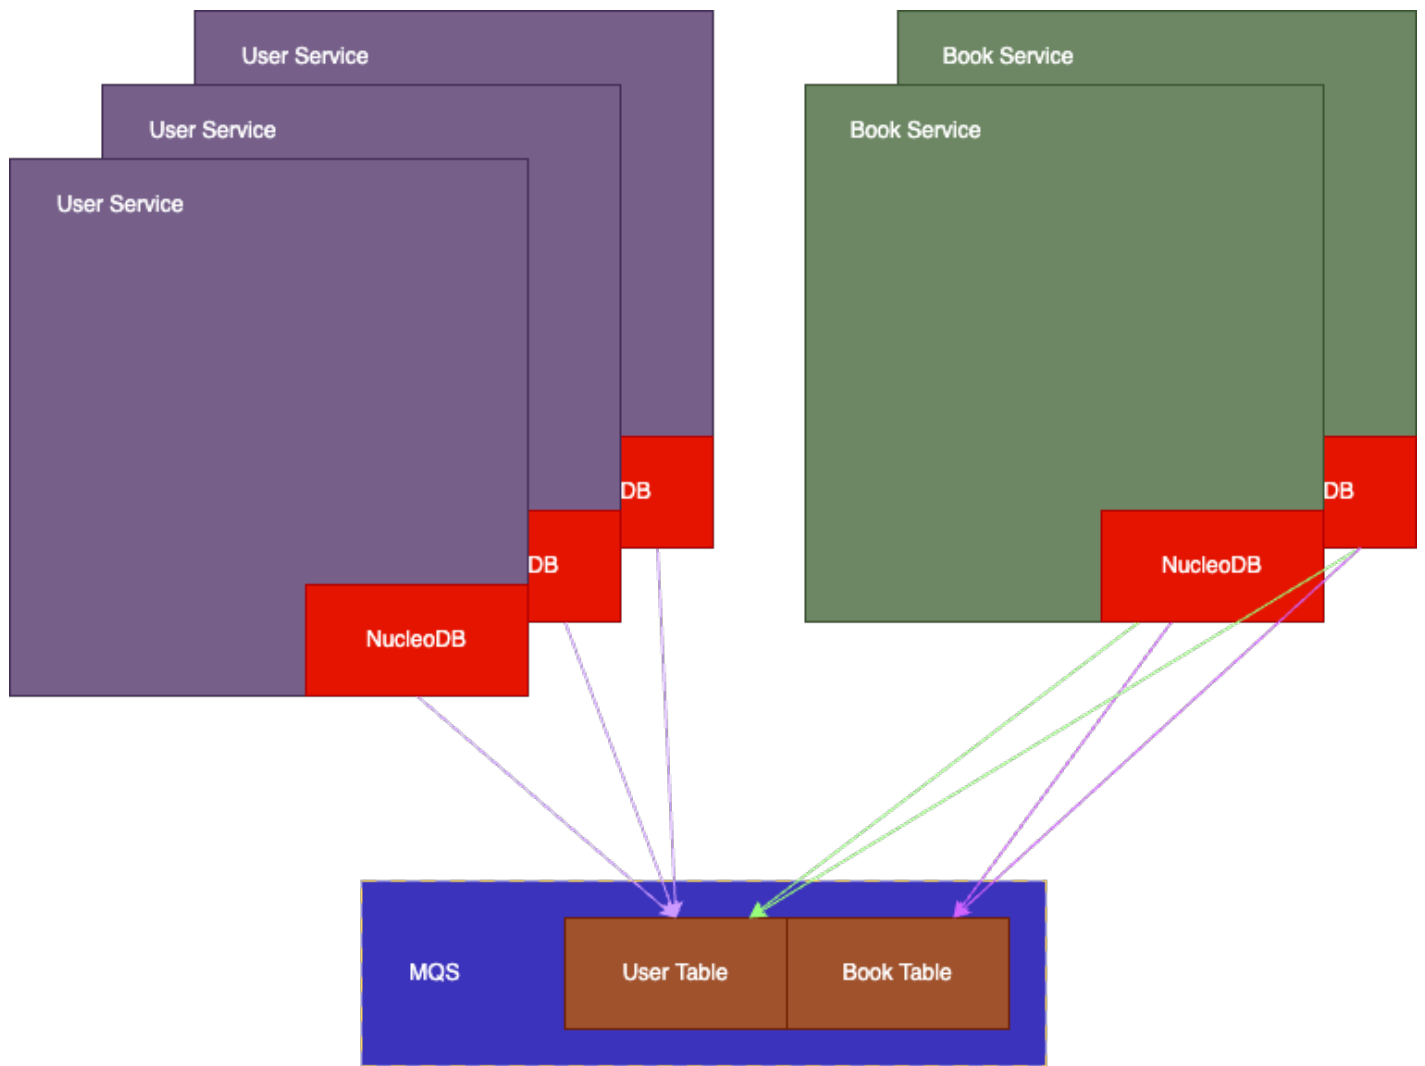 User Service
Book Service
User Service
Book Service
User Service
DB
DB
DB
NucleoDB
NucleoDB
MQS
User Table
Book Table